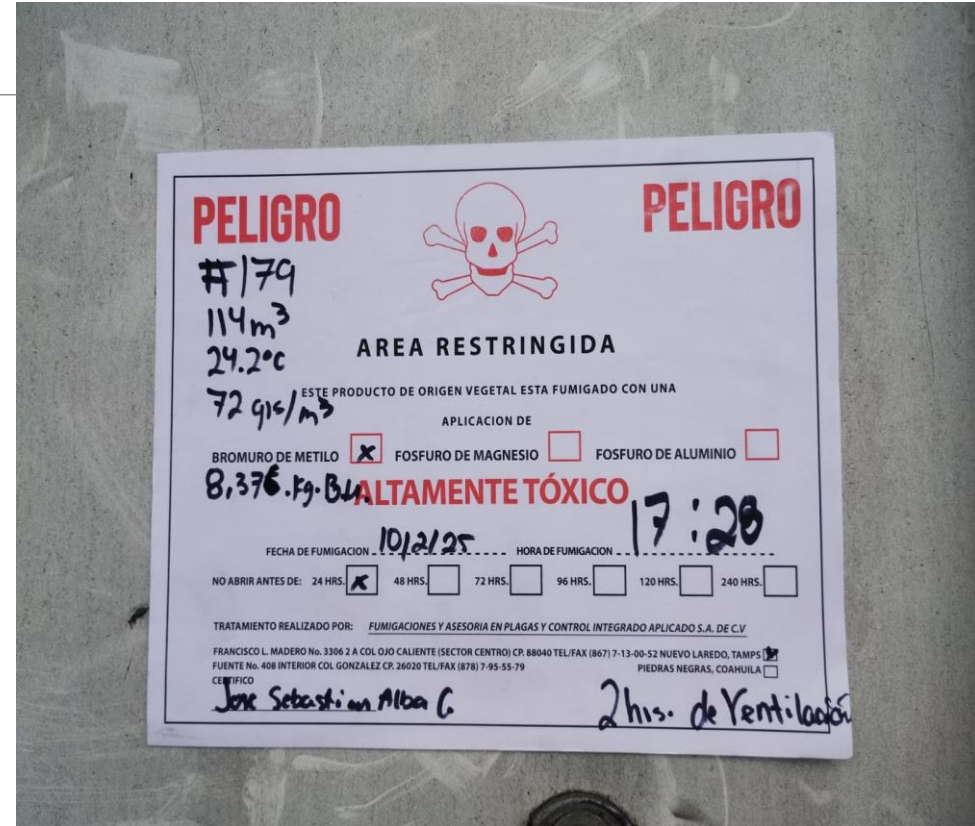 PELIGRO PELIGRO
#179
114m³
24.2°c
AREA RESTRINGIDA
72 grs/m³
ESTE PRODUCTO DE ORIGEN VEGETAL ESTA FUMIGADO CON UNA
APLICACION DE
BROMURO DE METILO X FOSFURO DE MAGNESIO FOSFURO DE ALUMINIO
8,376.Kg.B.M.
ALTAMENTE TÓXICO
FECHA DE FUMIGACION 10/2/25 HORA DE FUMIGACION 17:28
NO ABRIR ANTES DE: 24 HRS. X 48 HRS. 72 HRS. 96 HRS. 120 HRS. 240 HRS.
TRATAMIENTO REALIZADO POR: FUMIGACIONES Y ASESORIA EN PLAGAS Y CONTROL INTEGRADO APLICADO S.A. DE C.V
FRANCISCO L. MADERO No. 3306 2 A COL OJO CALIENTE (SECTOR CENTRO) CP. 88040 TEL/FAX (867) 7-13-00-52 NUEVO LAREDO, TAMPS X
FUENTE No. 408 INTERIOR COL GONZALEZ CP. 26020 TEL/FAX (878) 7-95-55-79 PIEDRAS NEGRAS, COAHUILA
CERTIFICO
Jose Sebastian Alba G 2 hrs. de Ventilación